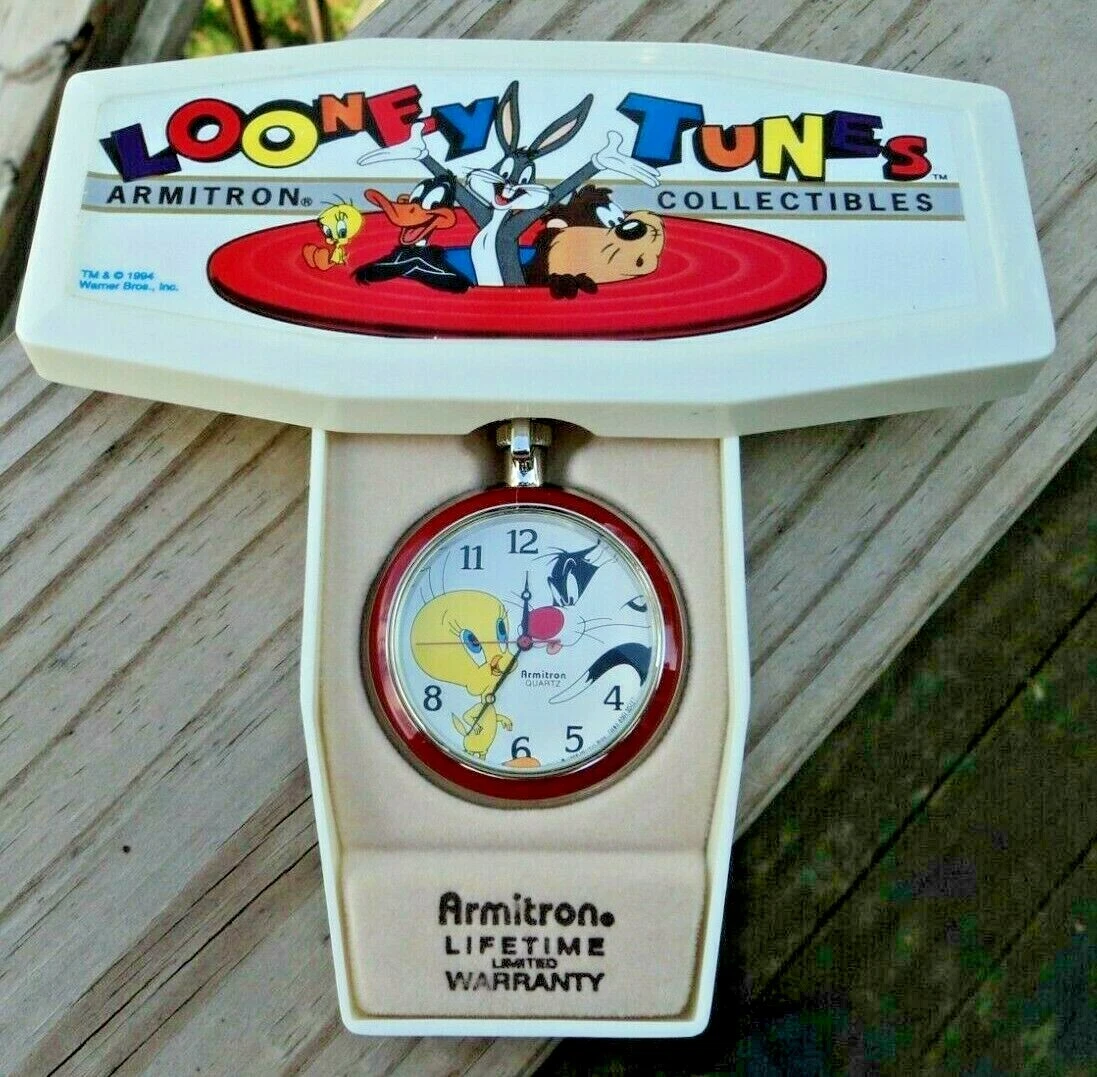 LOONEY TUNES™
ARMITRON® COLLECTIBLES
TM & © 1994
Warner Bros., Inc.
12
11
Armitron
QUARTZ
8
4
5
6
Armitron®
LIFETIME
LIMITED
WARRANTY